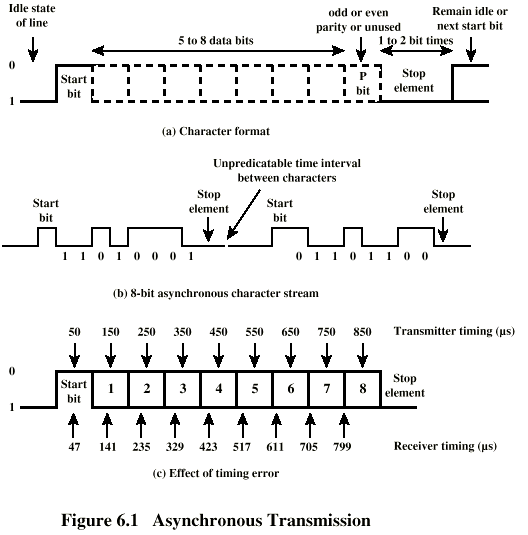 Idle state
of line
odd or even
parity or unused
Remain idle or
next start bit
5 to 8 data bits
1 to 2 bit times
0
1
Start
bit
P
bit
Stop
element
(a) Character format
Unpredicatable time interval
between characters
Start
bit
Stop
element
Start
bit
Stop
element
1 1 0 1 0 0 0 1
0 1 1 0 1 1 0 0
(b) 8-bit asynchronous character stream
50 150 250 350 450 550 650 750 850 Transmitter timing (µs)
0
1
Start
bit
1 2 3 4 5 6 7 8
Stop
element
47 141 235 329 423 517 611 705 799 Receiver timing (µs)
(c) Effect of timing error
Figure 6.1 Asynchronous Transmission